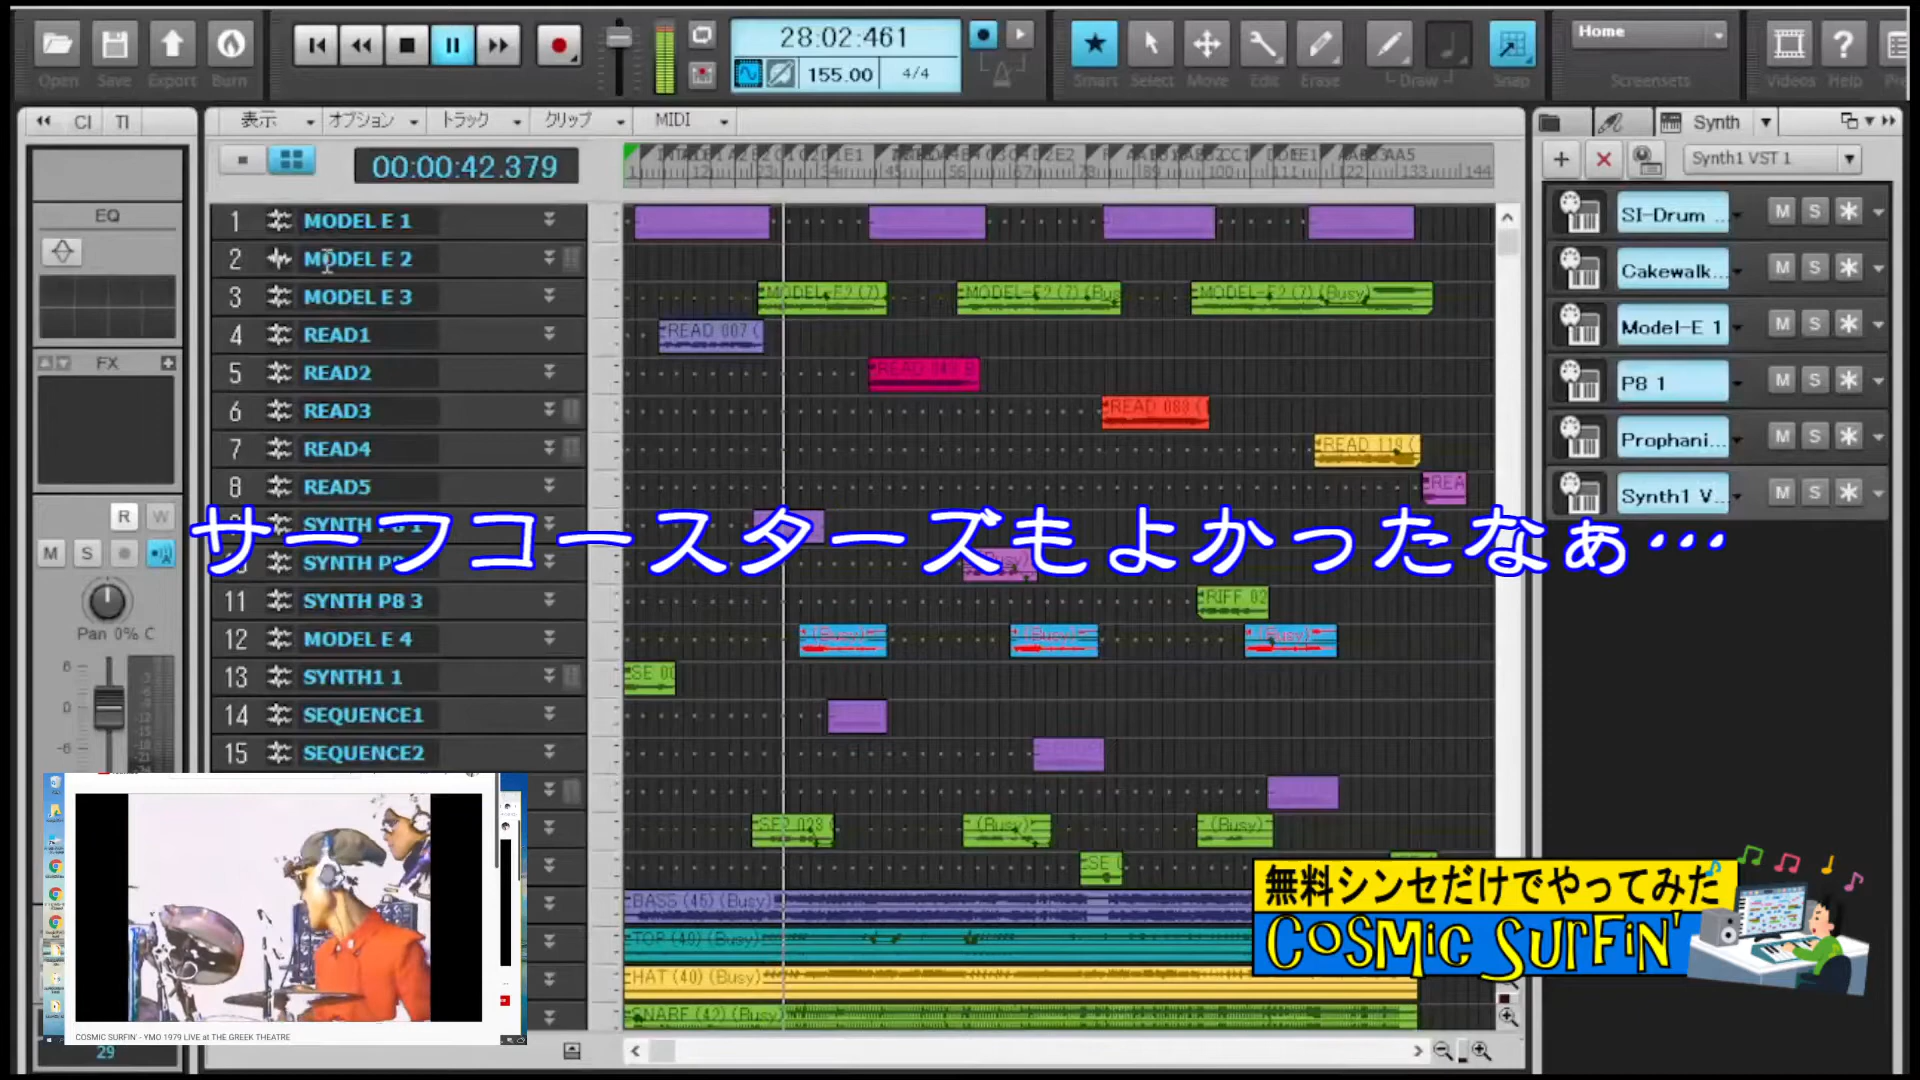 Open Save Export Burn
28:02:461
155.00 4/4
Smart Select Move Edit Erase Draw Snap
Home
Screensets
Videos Help
CI TI
表示 オプション トラック クリップ MIDI
Synth
00:00:42.379
Synth1 VST 1
EQ
FX
R W
M S
Pan 0% C
1 MODEL E 1
2 MODEL E 2
3 MODEL E 3
4 READ1
5 READ2
6 READ3
7 READ4
8 READ5
SYNTH P8 1
SYNTH P8
11 SYNTH P8 3
12 MODEL E 4
13 SYNTH1 1
14 SEQUENCE1
15 SEQUENCE2
MODEL-E2 (7)
MODEL-E2 (7) (Bus
MODEL-E2 (7) (Busy)
READ 007 (
READ 083 (
READ 118 (
REA
(Busy)
RIFF 02
(Busy) (Busy) (Busy)
SE 00
(Busy) (Busy)
SE (
BASS (45) (Busy)
TOP (40) (Busy)
HAT (40) (Busy)
SNARE (42) (Busy)
SI-Drum ... M S
Cakewalk... M S
Model-E 1 M S
P8 1 M S
Prophani... M S
Synth1 V... M S
サーフコースターズもよかったなぁ…
無料シンセだけでやってみた
COSMIC SURFIN'
COSMIC SURFIN' - YMO 1979 LIVE at THE GREEK THEATRE
29